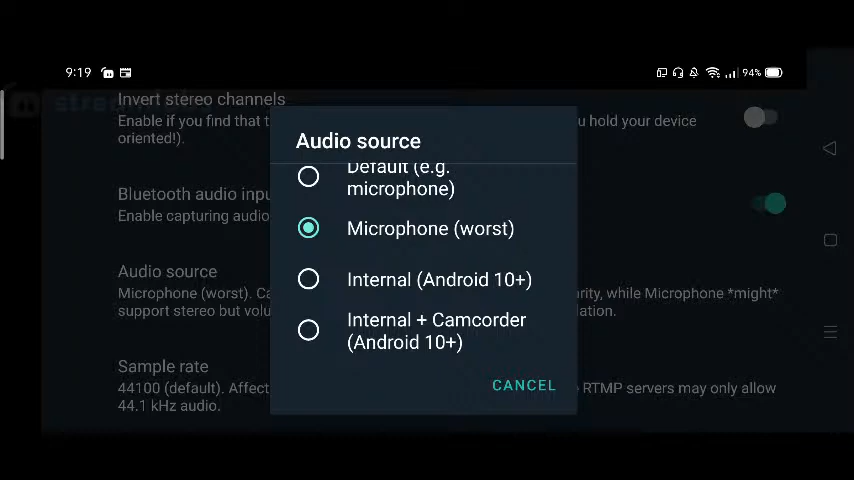 9:19
94%
Invert stereo channels
Enable if you find that t
u hold your device
oriented!).
Audio source
Default (e.g.
microphone)
Bluetooth audio inpu
Enable capturing audio
Microphone (worst)
Internal (Android 10+)
Audio source
Microphone (worst). Ca
arity, while Microphone *might*
support stereo but volu
lation.
Internal + Camcorder
(Android 10+)
Sample rate
44100 (default). Affect
RTMP servers may only allow
44.1 kHz audio.
CANCEL